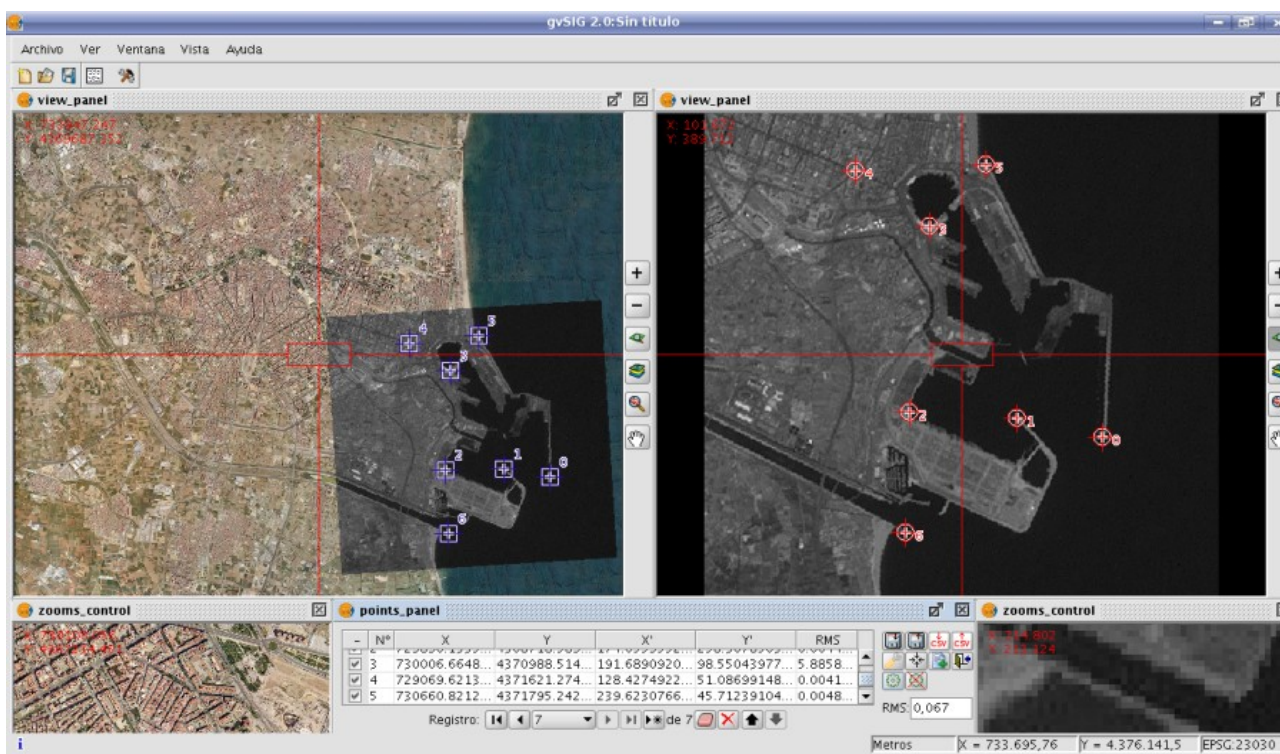 gvSIG 2.0:Sin titulo
Archivo Ver Ventana Vista Ayuda
view_panel
view_panel
4
5
3
2
1
0
6
4
5
3
2
1
0
6
zooms_control
points_panel
zooms_control
- Nº X Y X' Y' RMS
3 730006.6648... 4370988.514... 191.6890920... 98.55043977... 5.8858...
4 729069.6213... 4371621.274... 128.4274922... 51.08699148... 0.0041...
5 730660.8212... 4371795.242... 239.6230766... 45.71239104... 0.0048...
CSV CSV
RMS: 0,067
Registro: 7 de 7
Metros X = 733.695,76 Y = 4.376.141,5 EPSG:23030